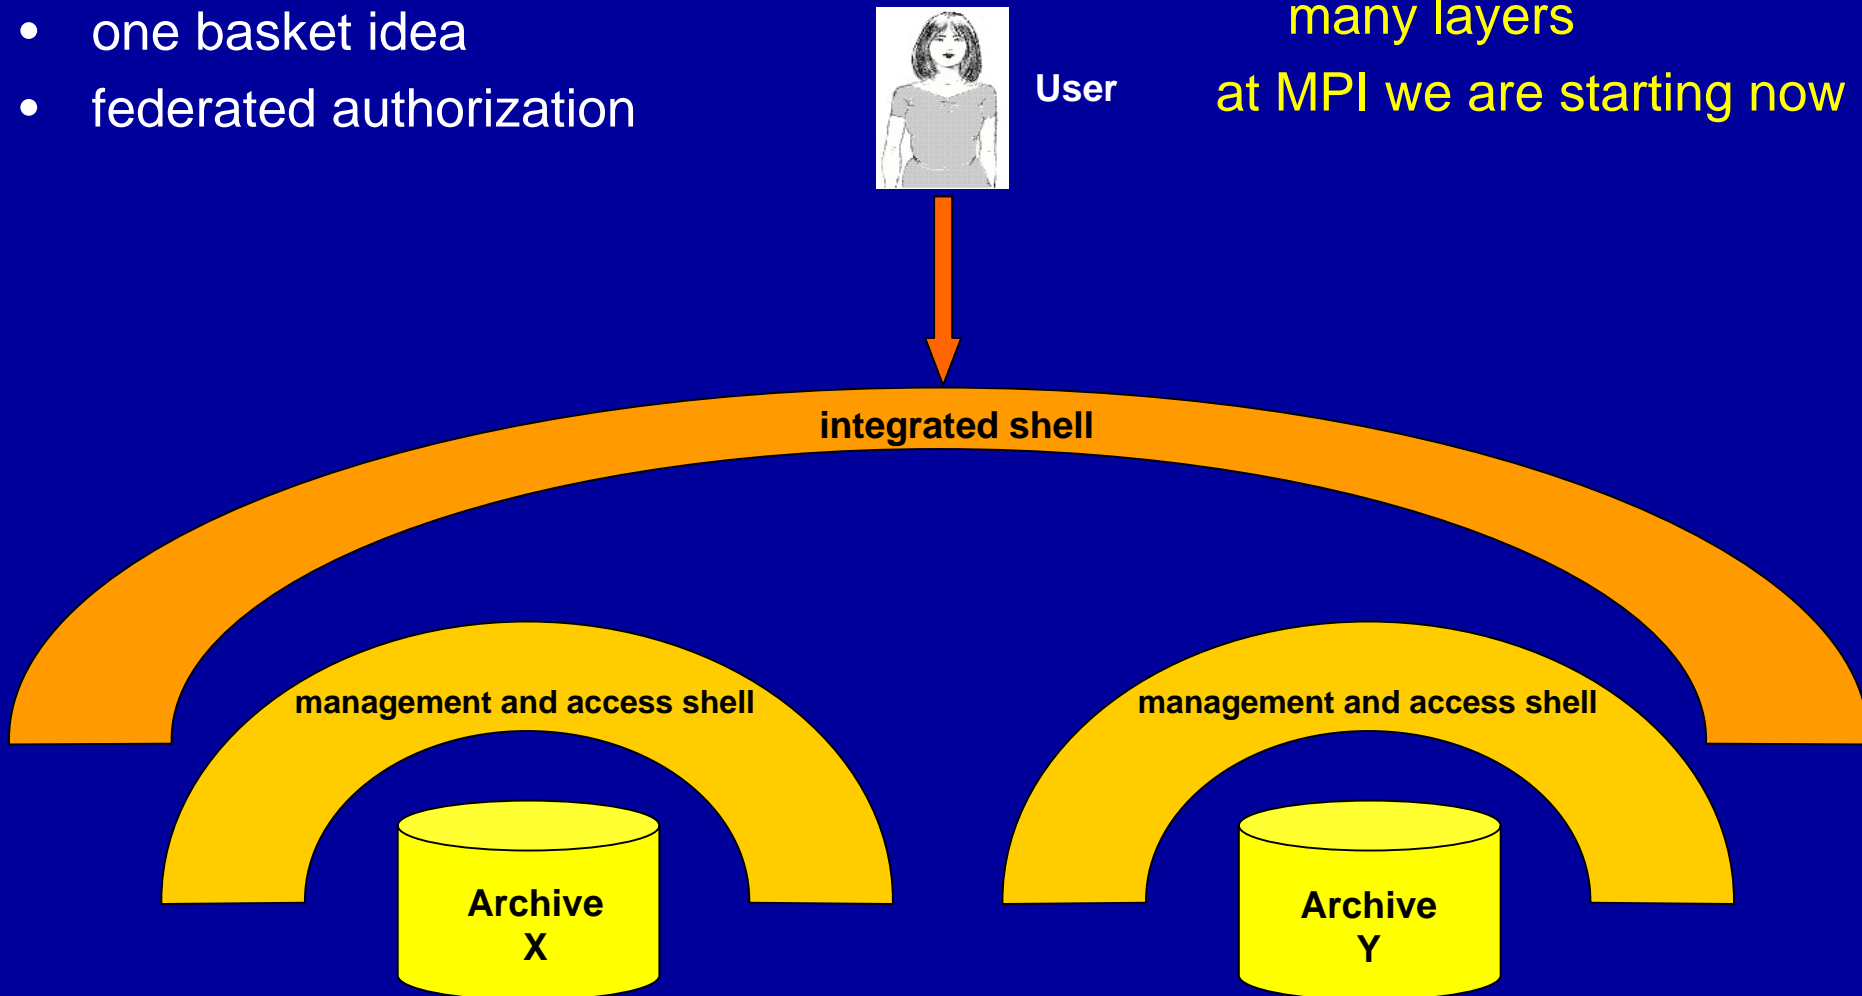 • one basket idea
• federated authorization
User
many layers
at MPI we are starting now
integrated shell
management and access shell
management and access shell
Archive
X
Archive
Y